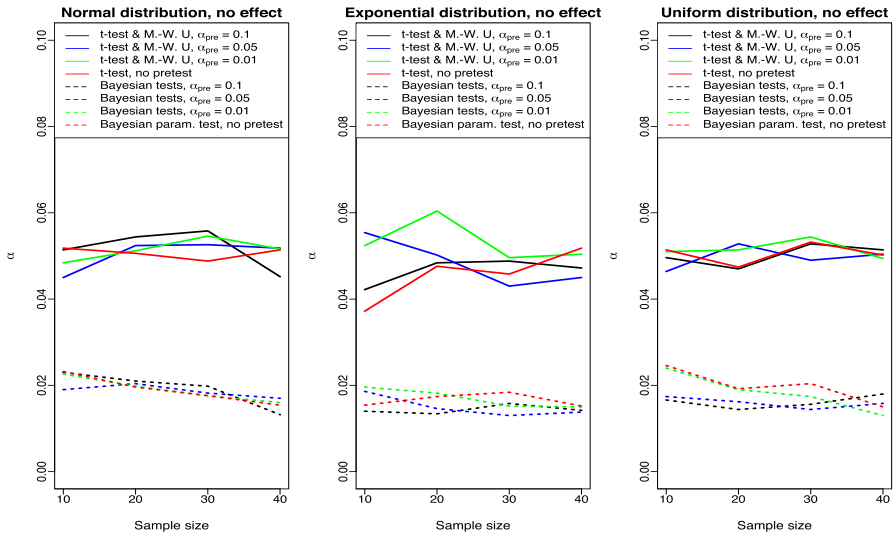 Normal distribution, no effect
t-test & M.-W. U, αpre = 0.1
t-test & M.-W. U, αpre = 0.05
t-test & M.-W. U, αpre = 0.01
t-test, no pretest
Bayesian tests, αpre = 0.1
Bayesian tests, αpre = 0.05
Bayesian tests, αpre = 0.01
Bayesian param. test, no pretest
0.10
0.08
0.06
0.04
0.02
0.00
α
10 20 30 40
Sample size
Exponential distribution, no effect
t-test & M.-W. U, αpre = 0.1
t-test & M.-W. U, αpre = 0.05
t-test & M.-W. U, αpre = 0.01
t-test, no pretest
Bayesian tests, αpre = 0.1
Bayesian tests, αpre = 0.05
Bayesian tests, αpre = 0.01
Bayesian param. test, no pretest
0.10
0.08
0.06
0.04
0.02
0.00
α
10 20 30 40
Sample size
Uniform distribution, no effect
t-test & M.-W. U, αpre = 0.1
t-test & M.-W. U, αpre = 0.05
t-test & M.-W. U, αpre = 0.01
t-test, no pretest
Bayesian tests, αpre = 0.1
Bayesian tests, αpre = 0.05
Bayesian tests, αpre = 0.01
Bayesian param. test, no pretest
0.10
0.08
0.06
0.04
0.02
0.00
α
10 20 30 40
Sample size